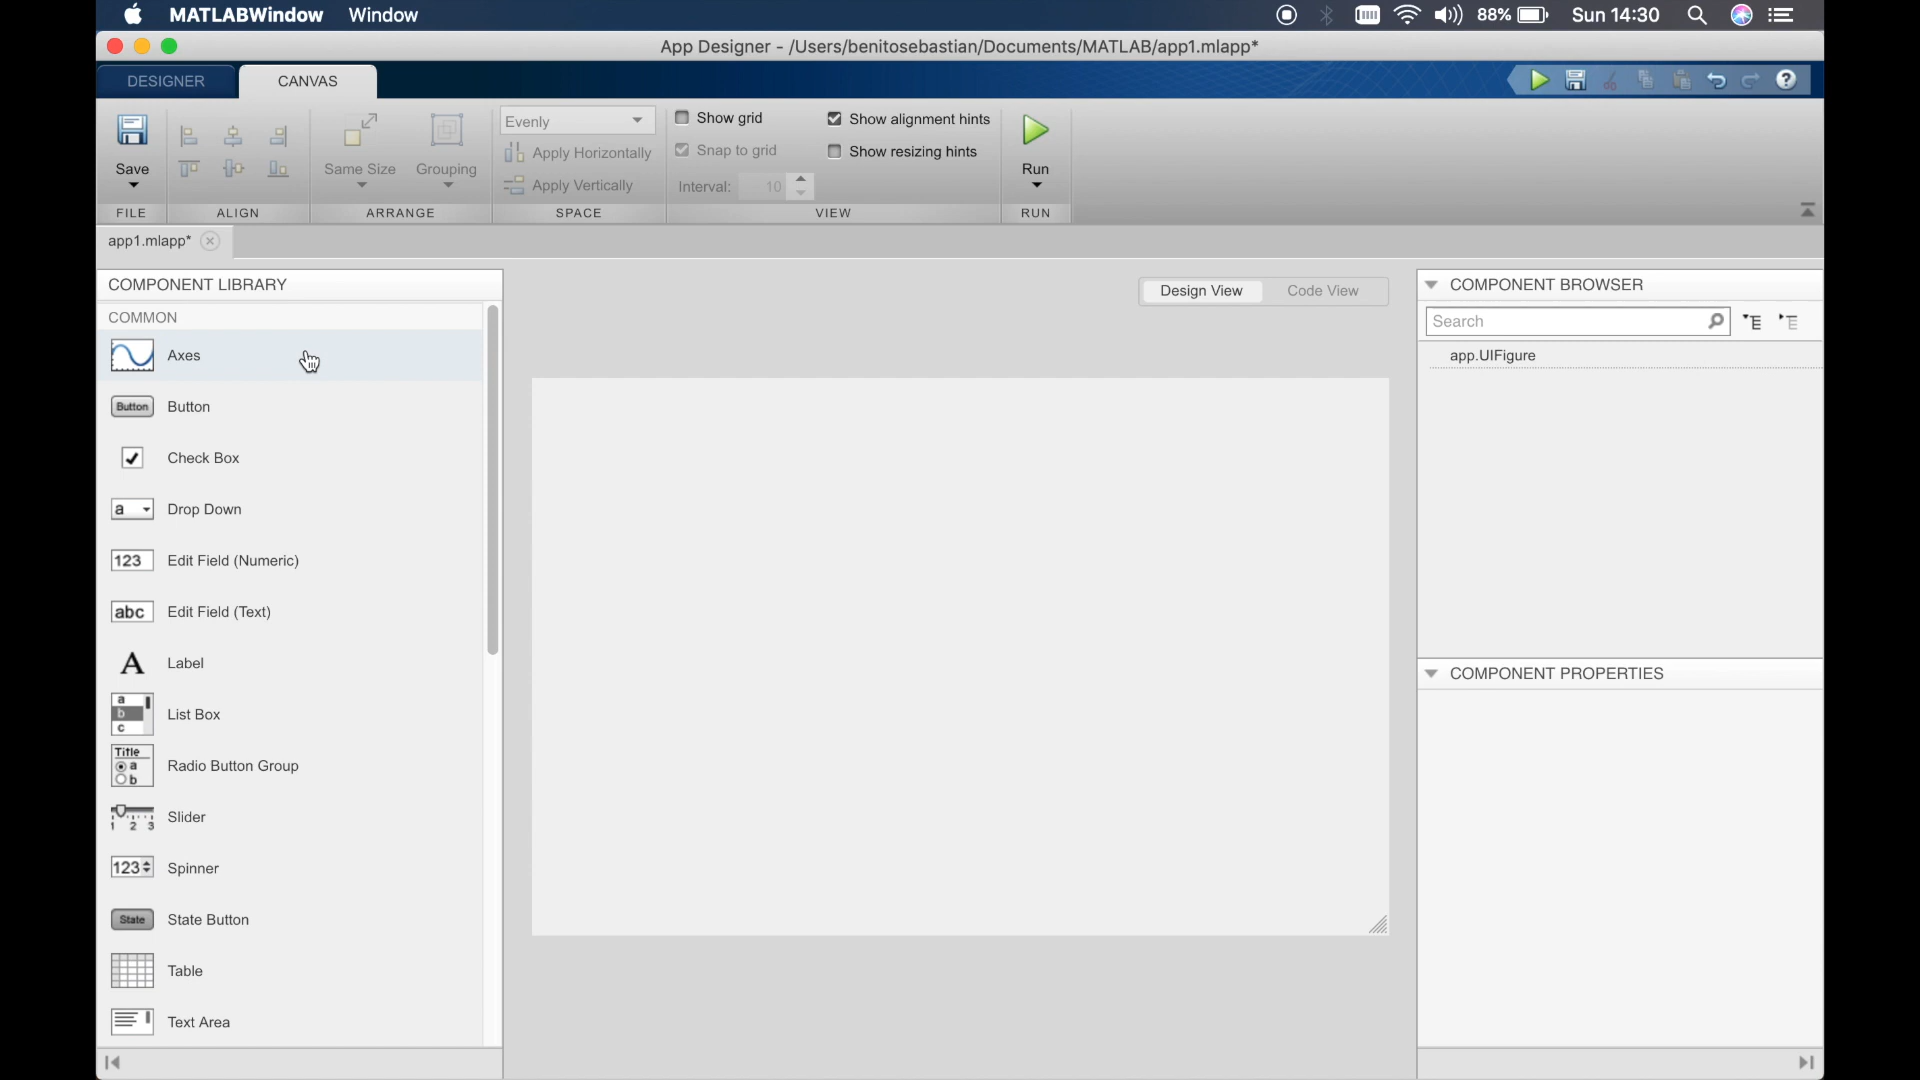 MATLABWindow Window 88% Sun 14:30
App Designer - /Users/benitosebastian/Documents/MATLAB/app1.mlapp*
DESIGNER CANVAS
Evenly Show grid Show alignment hints
Apply Horizontally Snap to grid Show resizing hints
Save Same Size Grouping Run
Apply Vertically Interval: 10
FILE ALIGN ARRANGE SPACE VIEW RUN
app1.mlapp*
COMPONENT LIBRARY
COMMON
Axes
Button Button
Check Box
a Drop Down
123 Edit Field (Numeric)
abc Edit Field (Text)
A Label
a
b List Box
c
Title
a Radio Button Group
b
Slider
1 2 3
123 Spinner
State State Button
Table
Text Area
Design View Code View
COMPONENT BROWSER
Search
app.UIFigure
COMPONENT PROPERTIES